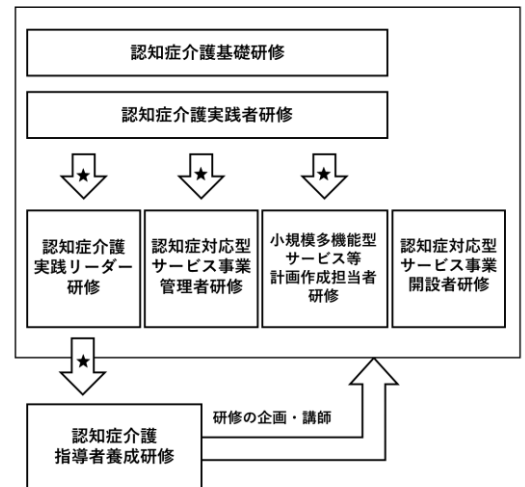 認知症介護基礎研修
認知症介護実践者研修
★
★
★
認知症介護
実践リーダー
研修
認知症対応型
サービス事業
管理者研修
小規模多機能型
サービス等
計画作成担当者
研修
認知症対応型
サービス事業
開設者研修
★
研修の企画・講師
認知症介護
指導者養成研修